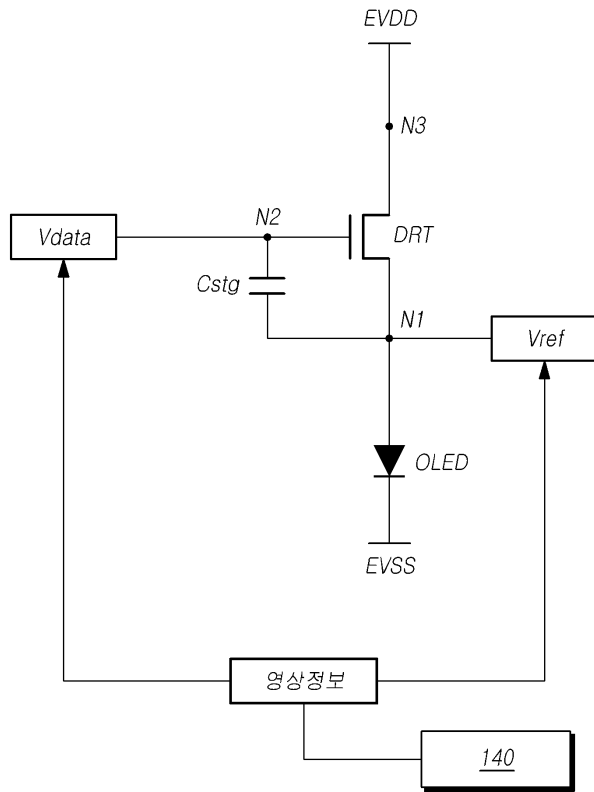 EVDD
N3
Vdata
N2
DRT
Cstg
N1
Vref
OLED
EVSS
영상정보
140